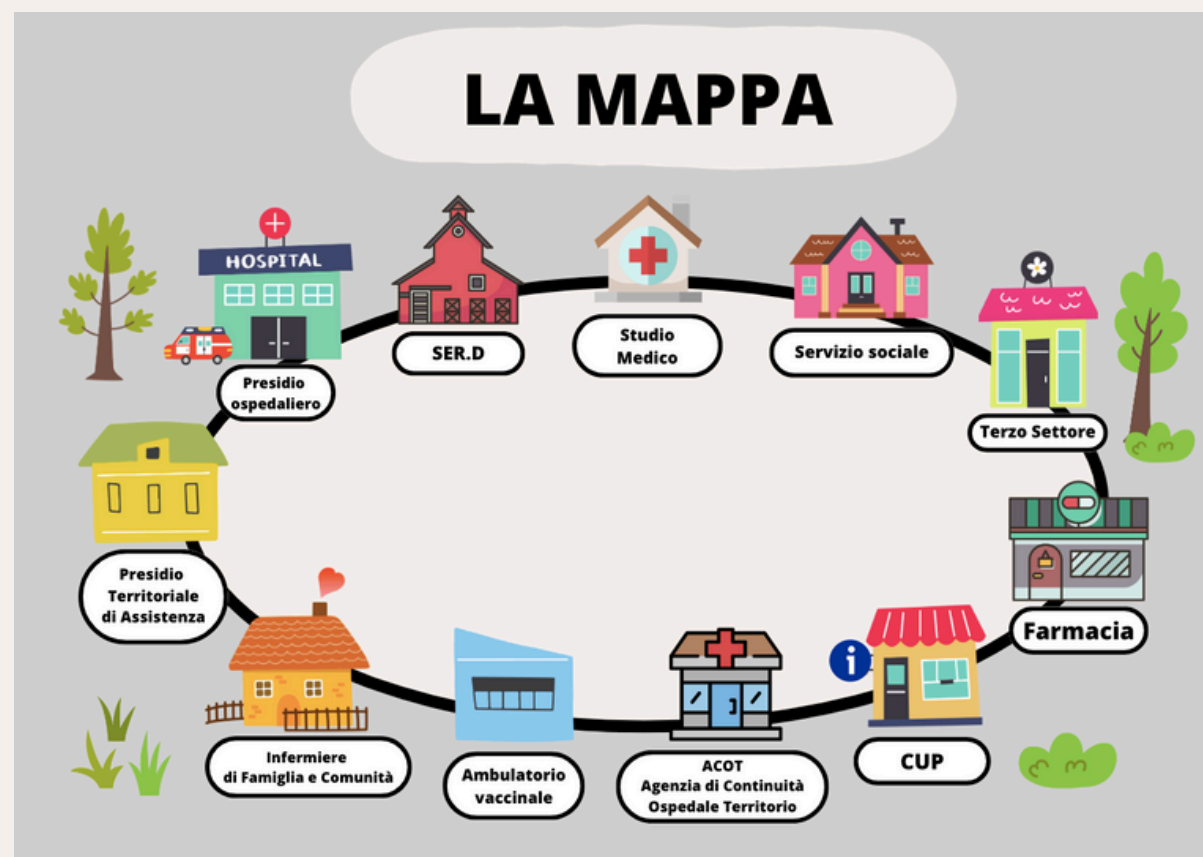 LA MAPPA
HOSPITAL
Presidio
ospedaliero
SER.D
Studio
Medico
Servizio sociale
Terzo Settore
Presidio
Territoriale
di Assistenza
Farmacia
Infermiere
di Famiglia e Comunità
Ambulatorio
vaccinale
ACOT
Agenzia di Continuità
Ospedale Territorio
i
CUP